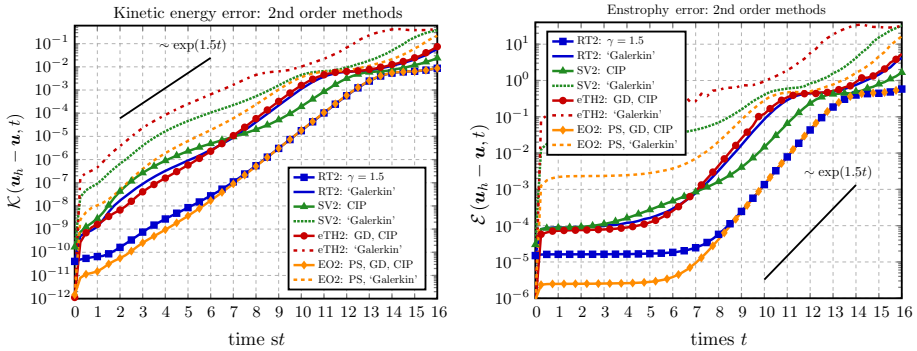 Kinetic energy error: 2nd order methods
𝒦(u_h − u, t)
10^−1
10^−2
10^−3
10^−4
10^−5
10^−6
10^−7
10^−8
10^−9
10^−10
10^−11
10^−12
∼ exp(1.5t)
RT2: γ = 1.5
RT2: ‘Galerkin’
SV2: CIP
SV2: ‘Galerkin’
eTH2: GD, CIP
eTH2: ‘Galerkin’
EO2: PS, GD, CIP
EO2: PS, ‘Galerkin’
0 1 2 3 4 5 6 7 8 9 10 11 12 13 14 15 16
time st
Enstrophy error: 2nd order methods
ℰ(u_h − u, t)
10^1
10^0
10^−1
10^−2
10^−3
10^−4
10^−5
10^−6
RT2: γ = 1.5
RT2: ‘Galerkin’
SV2: CIP
SV2: ‘Galerkin’
eTH2: GD, CIP
eTH2: ‘Galerkin’
EO2: PS, GD, CIP
EO2: PS, ‘Galerkin’
∼ exp(1.5t)
0 1 2 3 4 5 6 7 8 9 10 11 12 13 14 15 16
times t